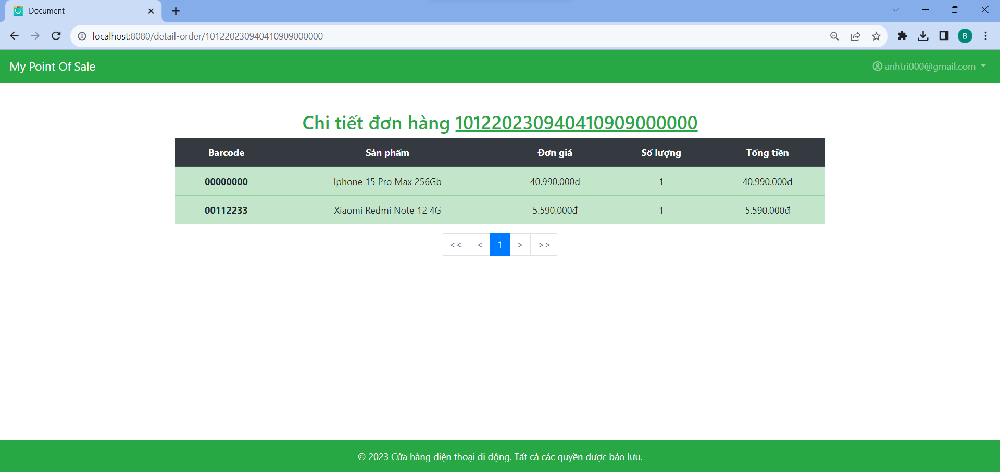 Document
localhost:8080/detail-order/101220230940410909000000
B
My Point Of Sale
anhtri000@gmail.com
Chi tiết đơn hàng 101220230940410909000000
Barcode Sản phẩm Đơn giá Số lượng Tổng tiền
00000000 Iphone 15 Pro Max 256Gb 40.990.000đ 1 40.990.000đ
00112233 Xiaomi Redmi Note 12 4G 5.590.000đ 1 5.590.000đ
<< < 1 > >>
© 2023 Cửa hàng điện thoại di động. Tất cả các quyền được bảo lưu.